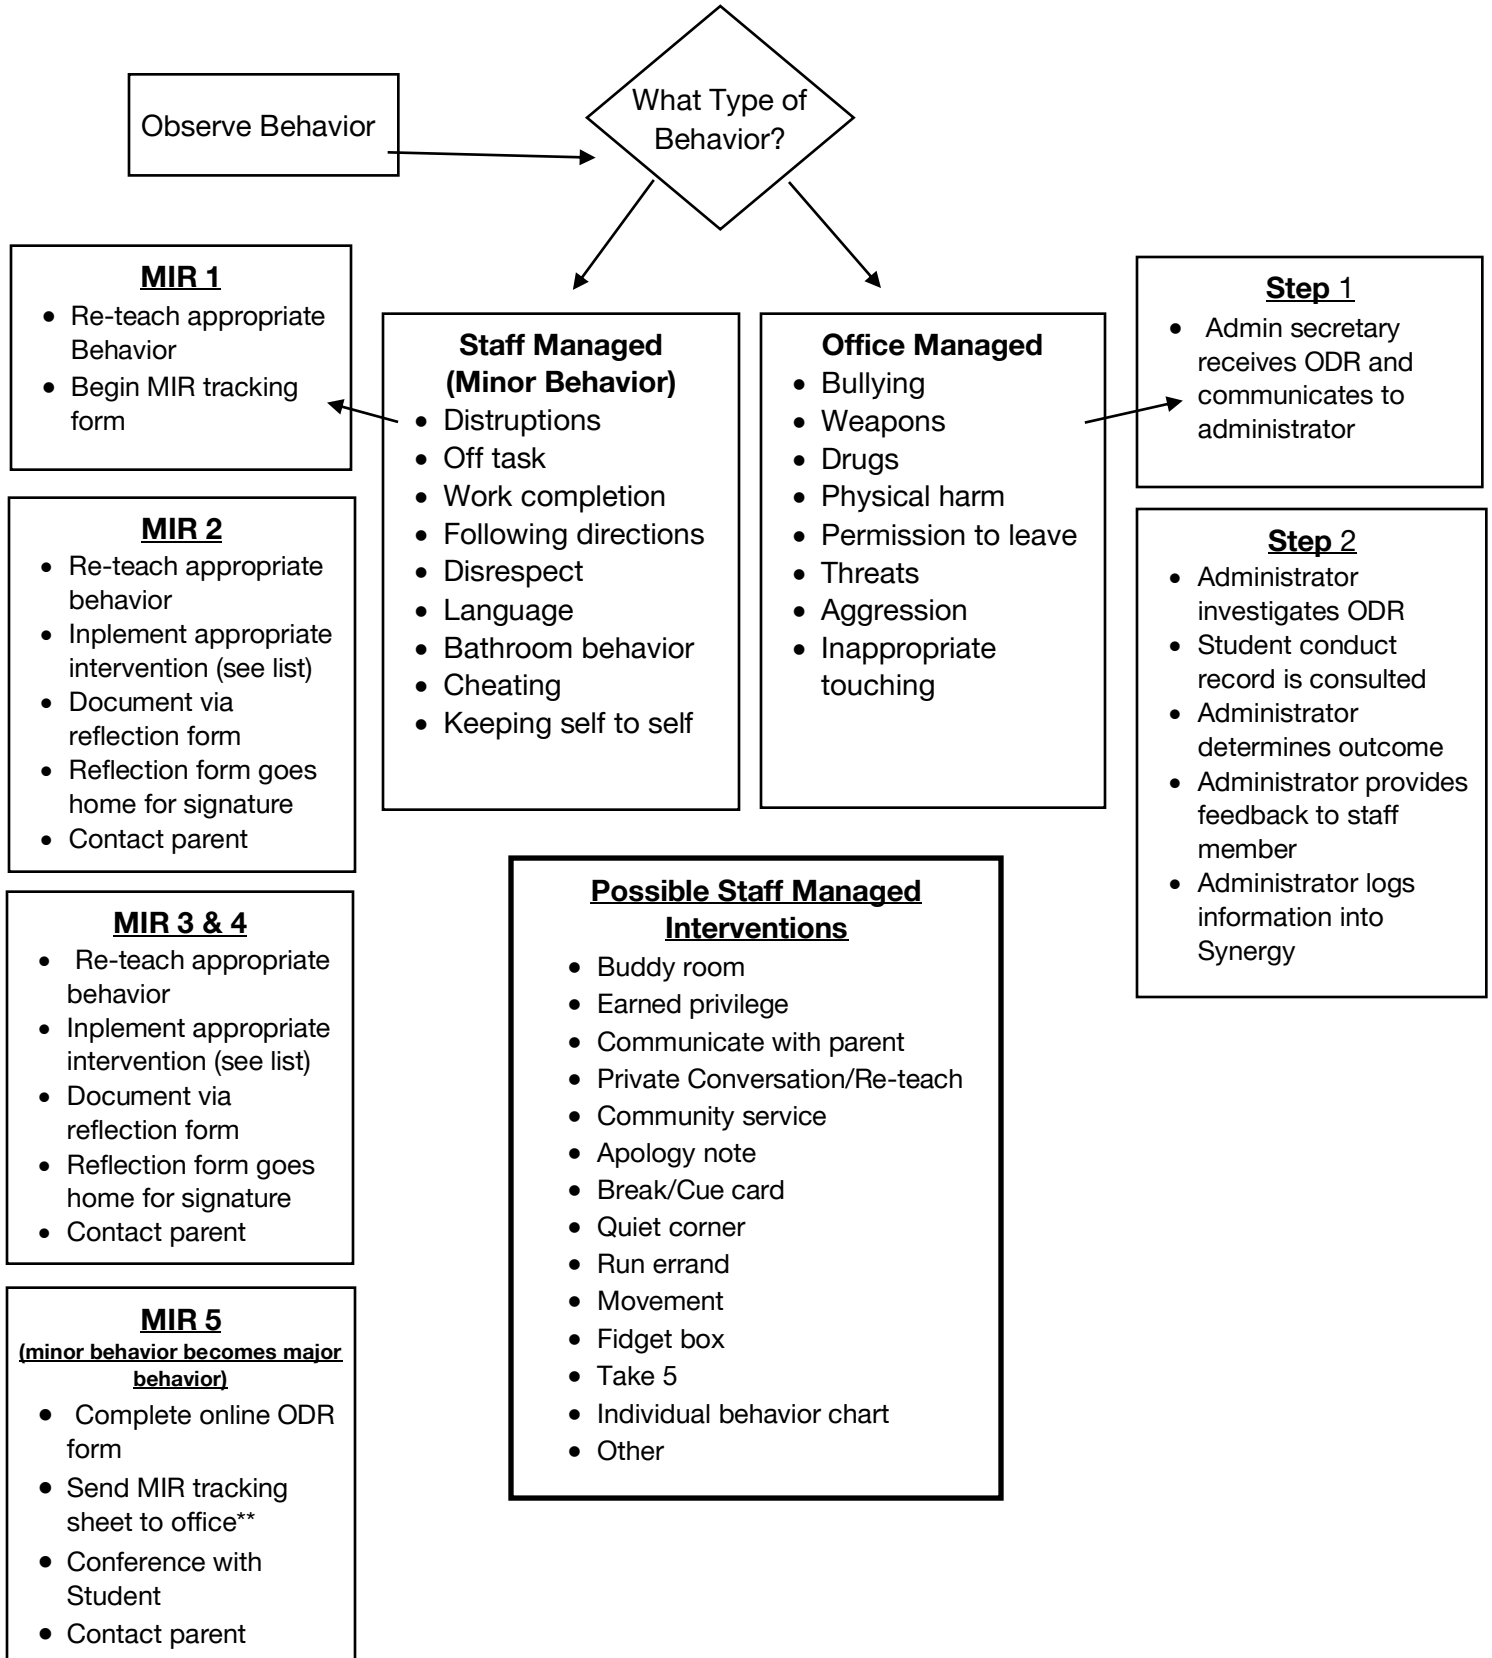 Observe Behavior
What Type of
Behavior?
MIR 1
• Re-teach appropriate
Behavior
• Begin MIR tracking
form
MIR 2
• Re-teach appropriate
behavior
• Inplement appropriate
intervention (see list)
• Document via
reflection form
• Reflection form goes
home for signature
• Contact parent
MIR 3 & 4
• Re-teach appropriate
behavior
• Inplement appropriate
intervention (see list)
• Document via
reflection form
• Reflection form goes
home for signature
• Contact parent
MIR 5
(minor behavior becomes major
behavior)
• Complete online ODR
form
• Send MIR tracking
sheet to office**
• Conference with
Student
• Contact parent
Staff Managed
(Minor Behavior)
• Distruptions
• Off task
• Work completion
• Following directions
• Disrespect
• Language
• Bathroom behavior
• Cheating
• Keeping self to self
Office Managed
• Bullying
• Weapons
• Drugs
• Physical harm
• Permission to leave
• Threats
• Aggression
• Inappropriate
touching
Possible Staff Managed
Interventions
• Buddy room
• Earned privilege
• Communicate with parent
• Private Conversation/Re-teach
• Community service
• Apology note
• Break/Cue card
• Quiet corner
• Run errand
• Movement
• Fidget box
• Take 5
• Individual behavior chart
• Other
Step 1
• Admin secretary
receives ODR and
communicates to
administrator
Step 2
• Administrator
investigates ODR
• Student conduct
record is consulted
• Administrator
determines outcome
• Administrator provides
feedback to staff
member
• Administrator logs
information into
Synergy